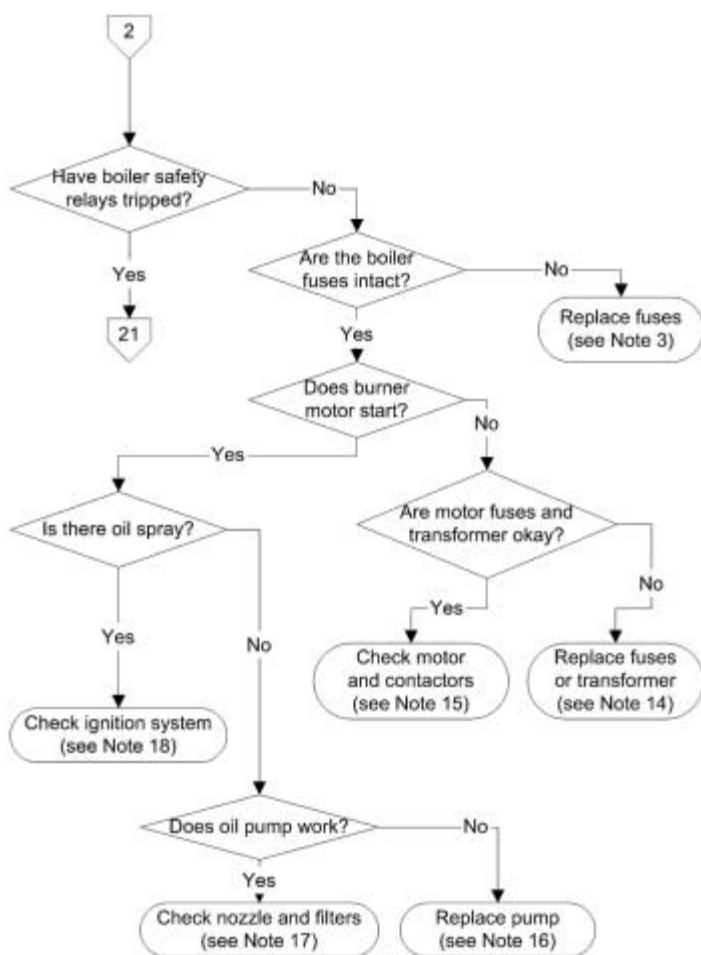 2
Have boiler safety
relays tripped?
No
Yes
21
Are the boiler
fuses intact?
No
Replace fuses
(see Note 3)
Yes
Does burner
motor start?
Yes
No
Is there oil spray?
Are motor fuses and
transformer okay?
Yes
No
Yes
No
Check motor
and contactors
(see Note 15)
Replace fuses
or transformer
(see Note 14)
Check ignition system
(see Note 18)
Does oil pump work?
No
Yes
Check nozzle and filters
(see Note 17)
Replace pump
(see Note 16)